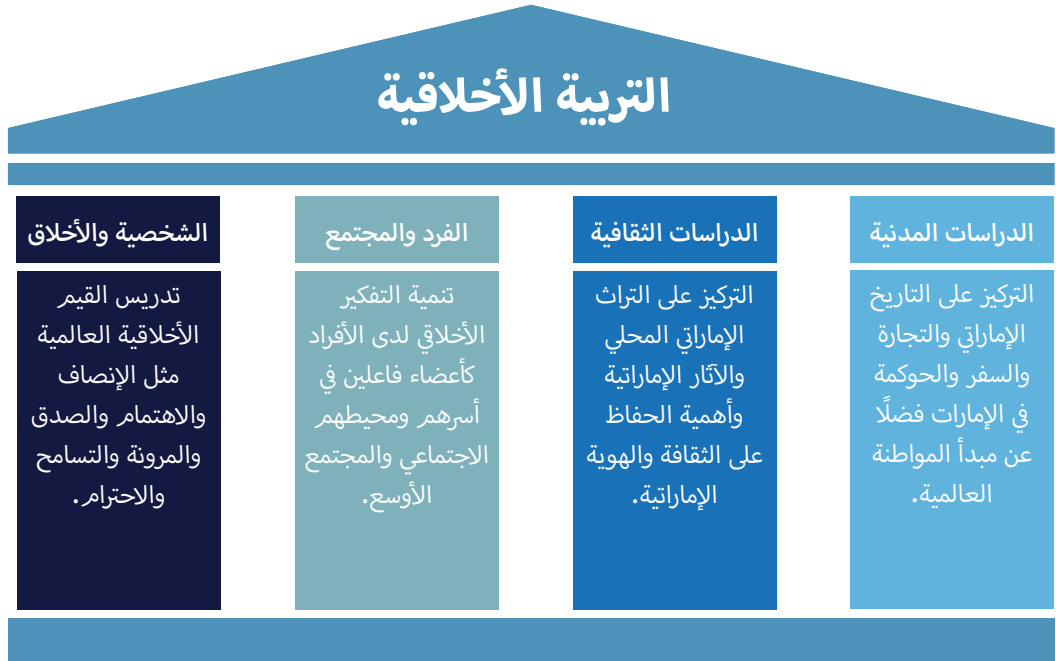 التربية الأخلاقية
الدراسات المدنية
التركيز على التاريخ
الإماراتي والتجارة
والسفر والحوكمة
في الإمارات فضلًا
عن مبدأ المواطنة
العالمية.
الدراسات الثقافية
التركيز على التراث
الإماراتي المحلي
والآثار الإماراتية
وأهمية الحفاظ
على الثقافة والهوية
الإماراتية.
الفرد والمجتمع
تنمية التفكير
الأخلاقي لدى الأفراد
كأعضاء فاعلين في
أسرهم ومحيطهم
الاجتماعي والمجتمع
الأوسع.
الشخصية والأخلاق
تدريس القيم
الأخلاقية العالمية
مثل الإنصاف
والاهتمام والصدق
والمرونة والتسامح
والاحترام.